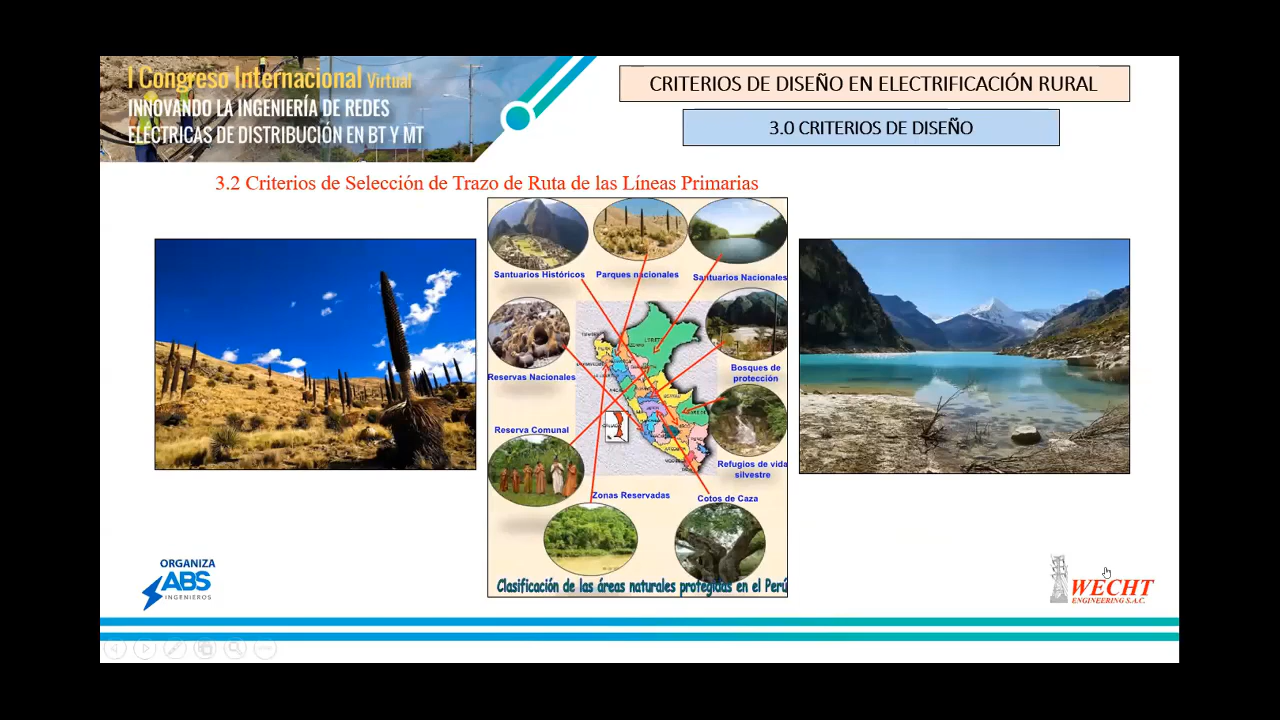 I Congreso Internacional Virtual
INNOVANDO LA INGENIERÍA DE REDES
ELÉCTRICAS DE DISTRIBUCIÓN EN BT Y MT
CRITERIOS DE DISEÑO EN ELECTRIFICACIÓN RURAL
3.0 CRITERIOS DE DISEÑO
3.2 Criterios de Selección de Trazo de Ruta de las Líneas Primarias
Santuarios Históricos
Parques nacionales
Santuarios Nacionales
Reservas Nacionales
Bosques de
protección
Reserva Comunal
Refugios de vida
silvestre
Zonas Reservadas
Cotos de Caza
Clasificación de las áreas naturales protegidas en el Perú
ORGANIZA
ABS
INGENIEROS
WECHT
ENGINEERING S.A.C.